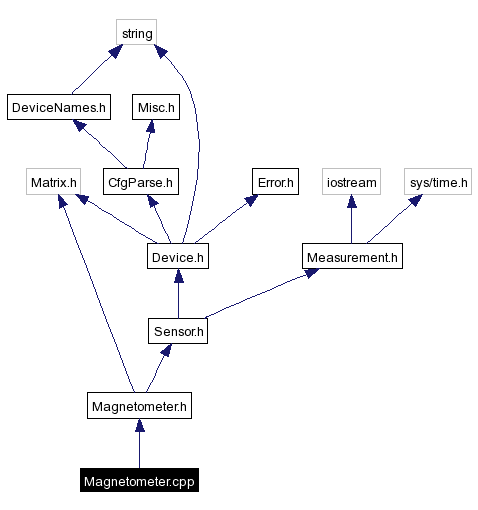 string
DeviceNames.h
Misc.h
Matrix.h
CfgParse.h
Error.h
iostream
sys/time.h
Device.h
Measurement.h
Sensor.h
Magnetometer.h
Magnetometer.cpp